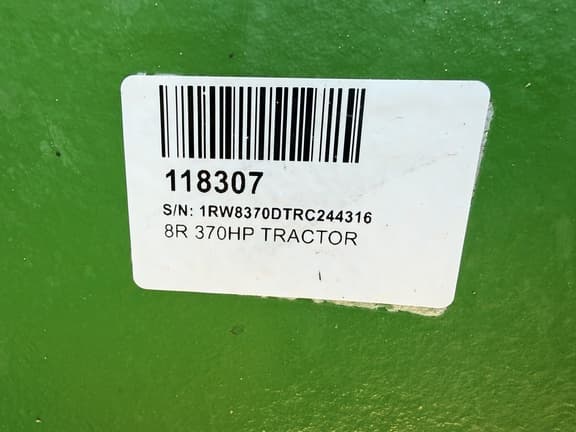 118307
S/N: 1RW8370DTRC244316
8R 370HP TRACTOR